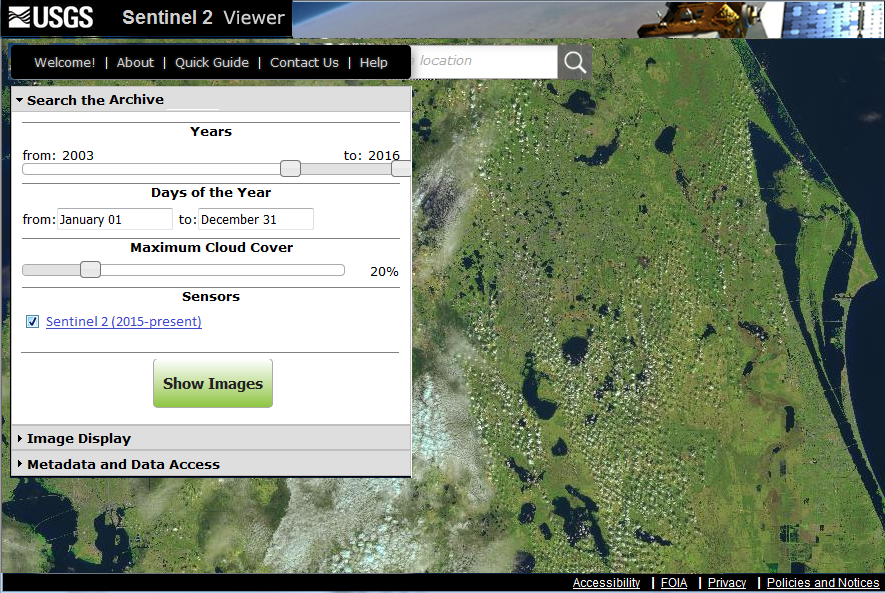 USGS Sentinel 2 Viewer
Welcome! | About | Quick Guide | Contact Us | Help location
Search the Archive
Years
from: 2003 to: 2016
Days of the Year
from: January 01 to: December 31
Maximum Cloud Cover
20%
Sensors
Sentinel 2 (2015-present)
Show Images
Image Display
Metadata and Data Access
Accessibility | FOIA | Privacy | Policies and Notices